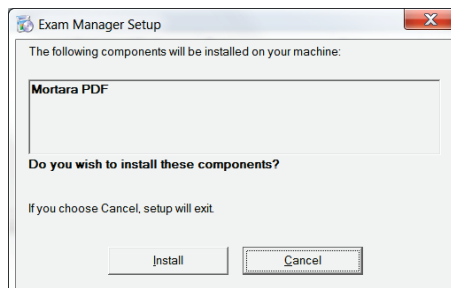 Exam Manager Setup
The following components will be installed on your machine:
Mortara PDF
Do you wish to install these components?
If you choose Cancel, setup will exit.
Install
Cancel